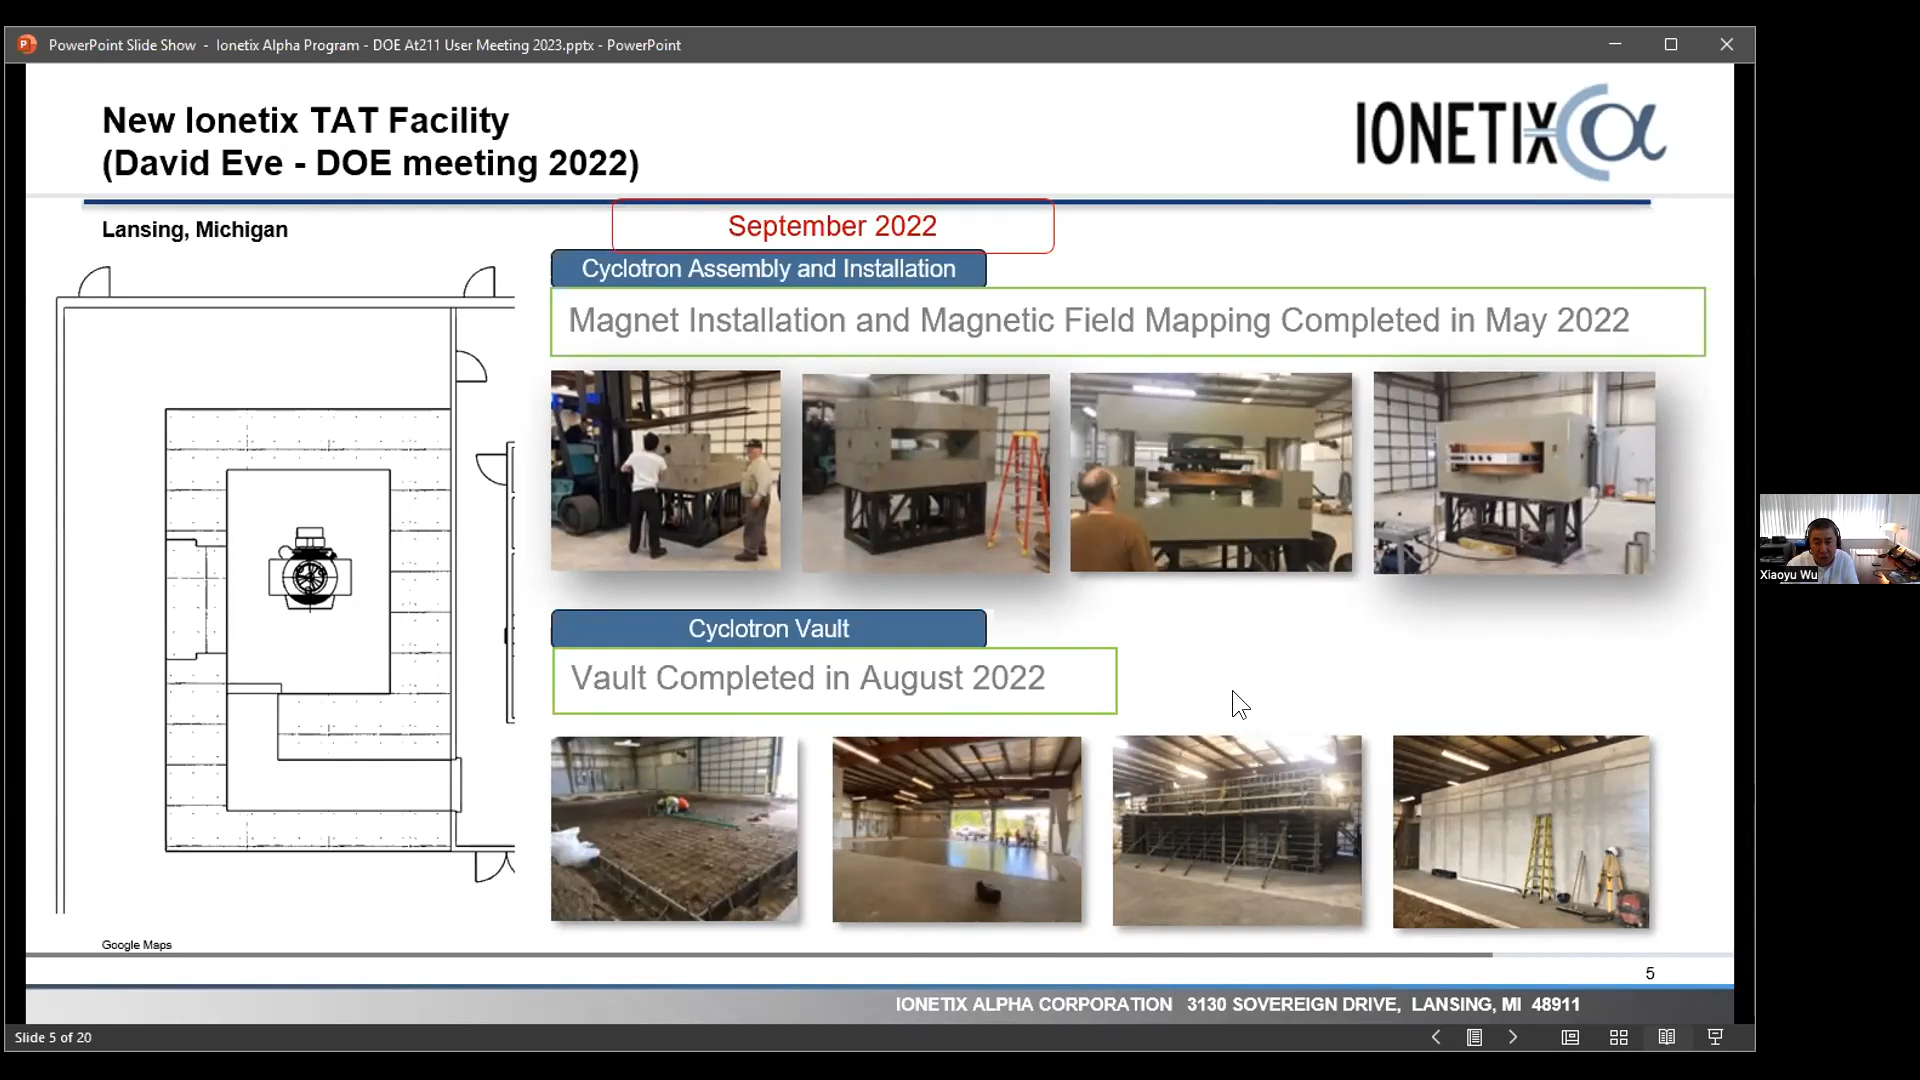 PowerPoint Slide Show - Ionetix Alpha Program - DOE At211 User Meeting 2023.pptx - PowerPoint
New Ionetix TAT Facility
(David Eve - DOE meeting 2022)
IONETIX α
Lansing, Michigan
September 2022
Cyclotron Assembly and Installation
Magnet Installation and Magnetic Field Mapping Completed in May 2022
Xiaoyu Wu
Cyclotron Vault
Vault Completed in August 2022
Google Maps
5
IONETIX ALPHA CORPORATION 3130 SOVEREIGN DRIVE, LANSING, MI 48911
Slide 5 of 20